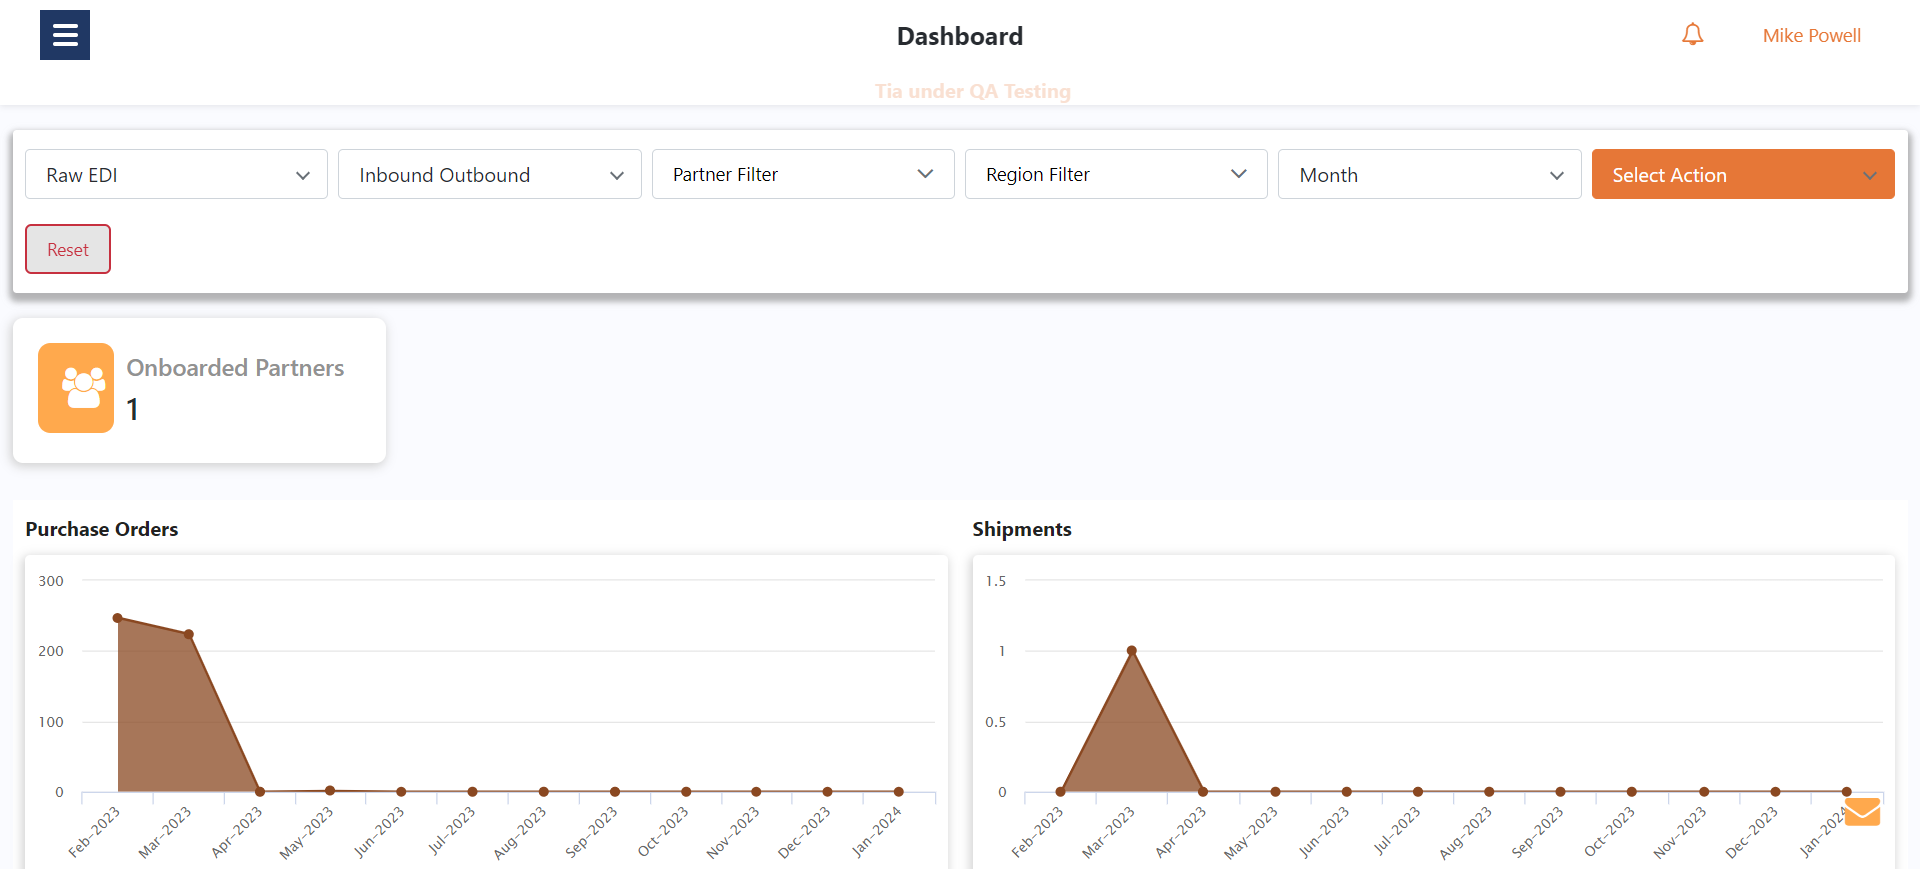 Dashboard
Mike Powell
Tia under QA Testing
Raw EDI
Inbound Outbound
Partner Filter
Region Filter
Month
Select Action
Reset
Onboarded Partners
1
Purchase Orders
300
200
100
0
Feb-2023
Mar-2023
Apr-2023
May-2023
Jun-2023
Jul-2023
Aug-2023
Sep-2023
Oct-2023
Nov-2023
Dec-2023
Jan-2024
Shipments
1.5
1
0.5
0
Feb-2023
Mar-2023
Apr-2023
May-2023
Jun-2023
Jul-2023
Aug-2023
Sep-2023
Oct-2023
Nov-2023
Dec-2023
Jan-2024